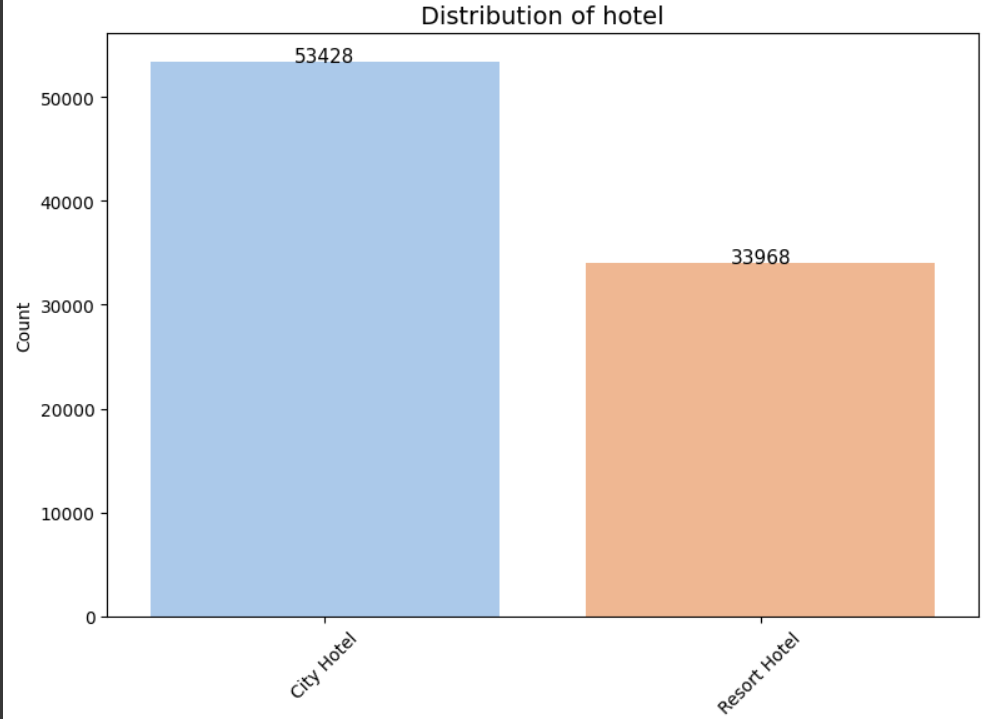 Distribution of hotel
53428
33968
50000
40000
30000
20000
10000
0
Count
City Hotel
Resort Hotel